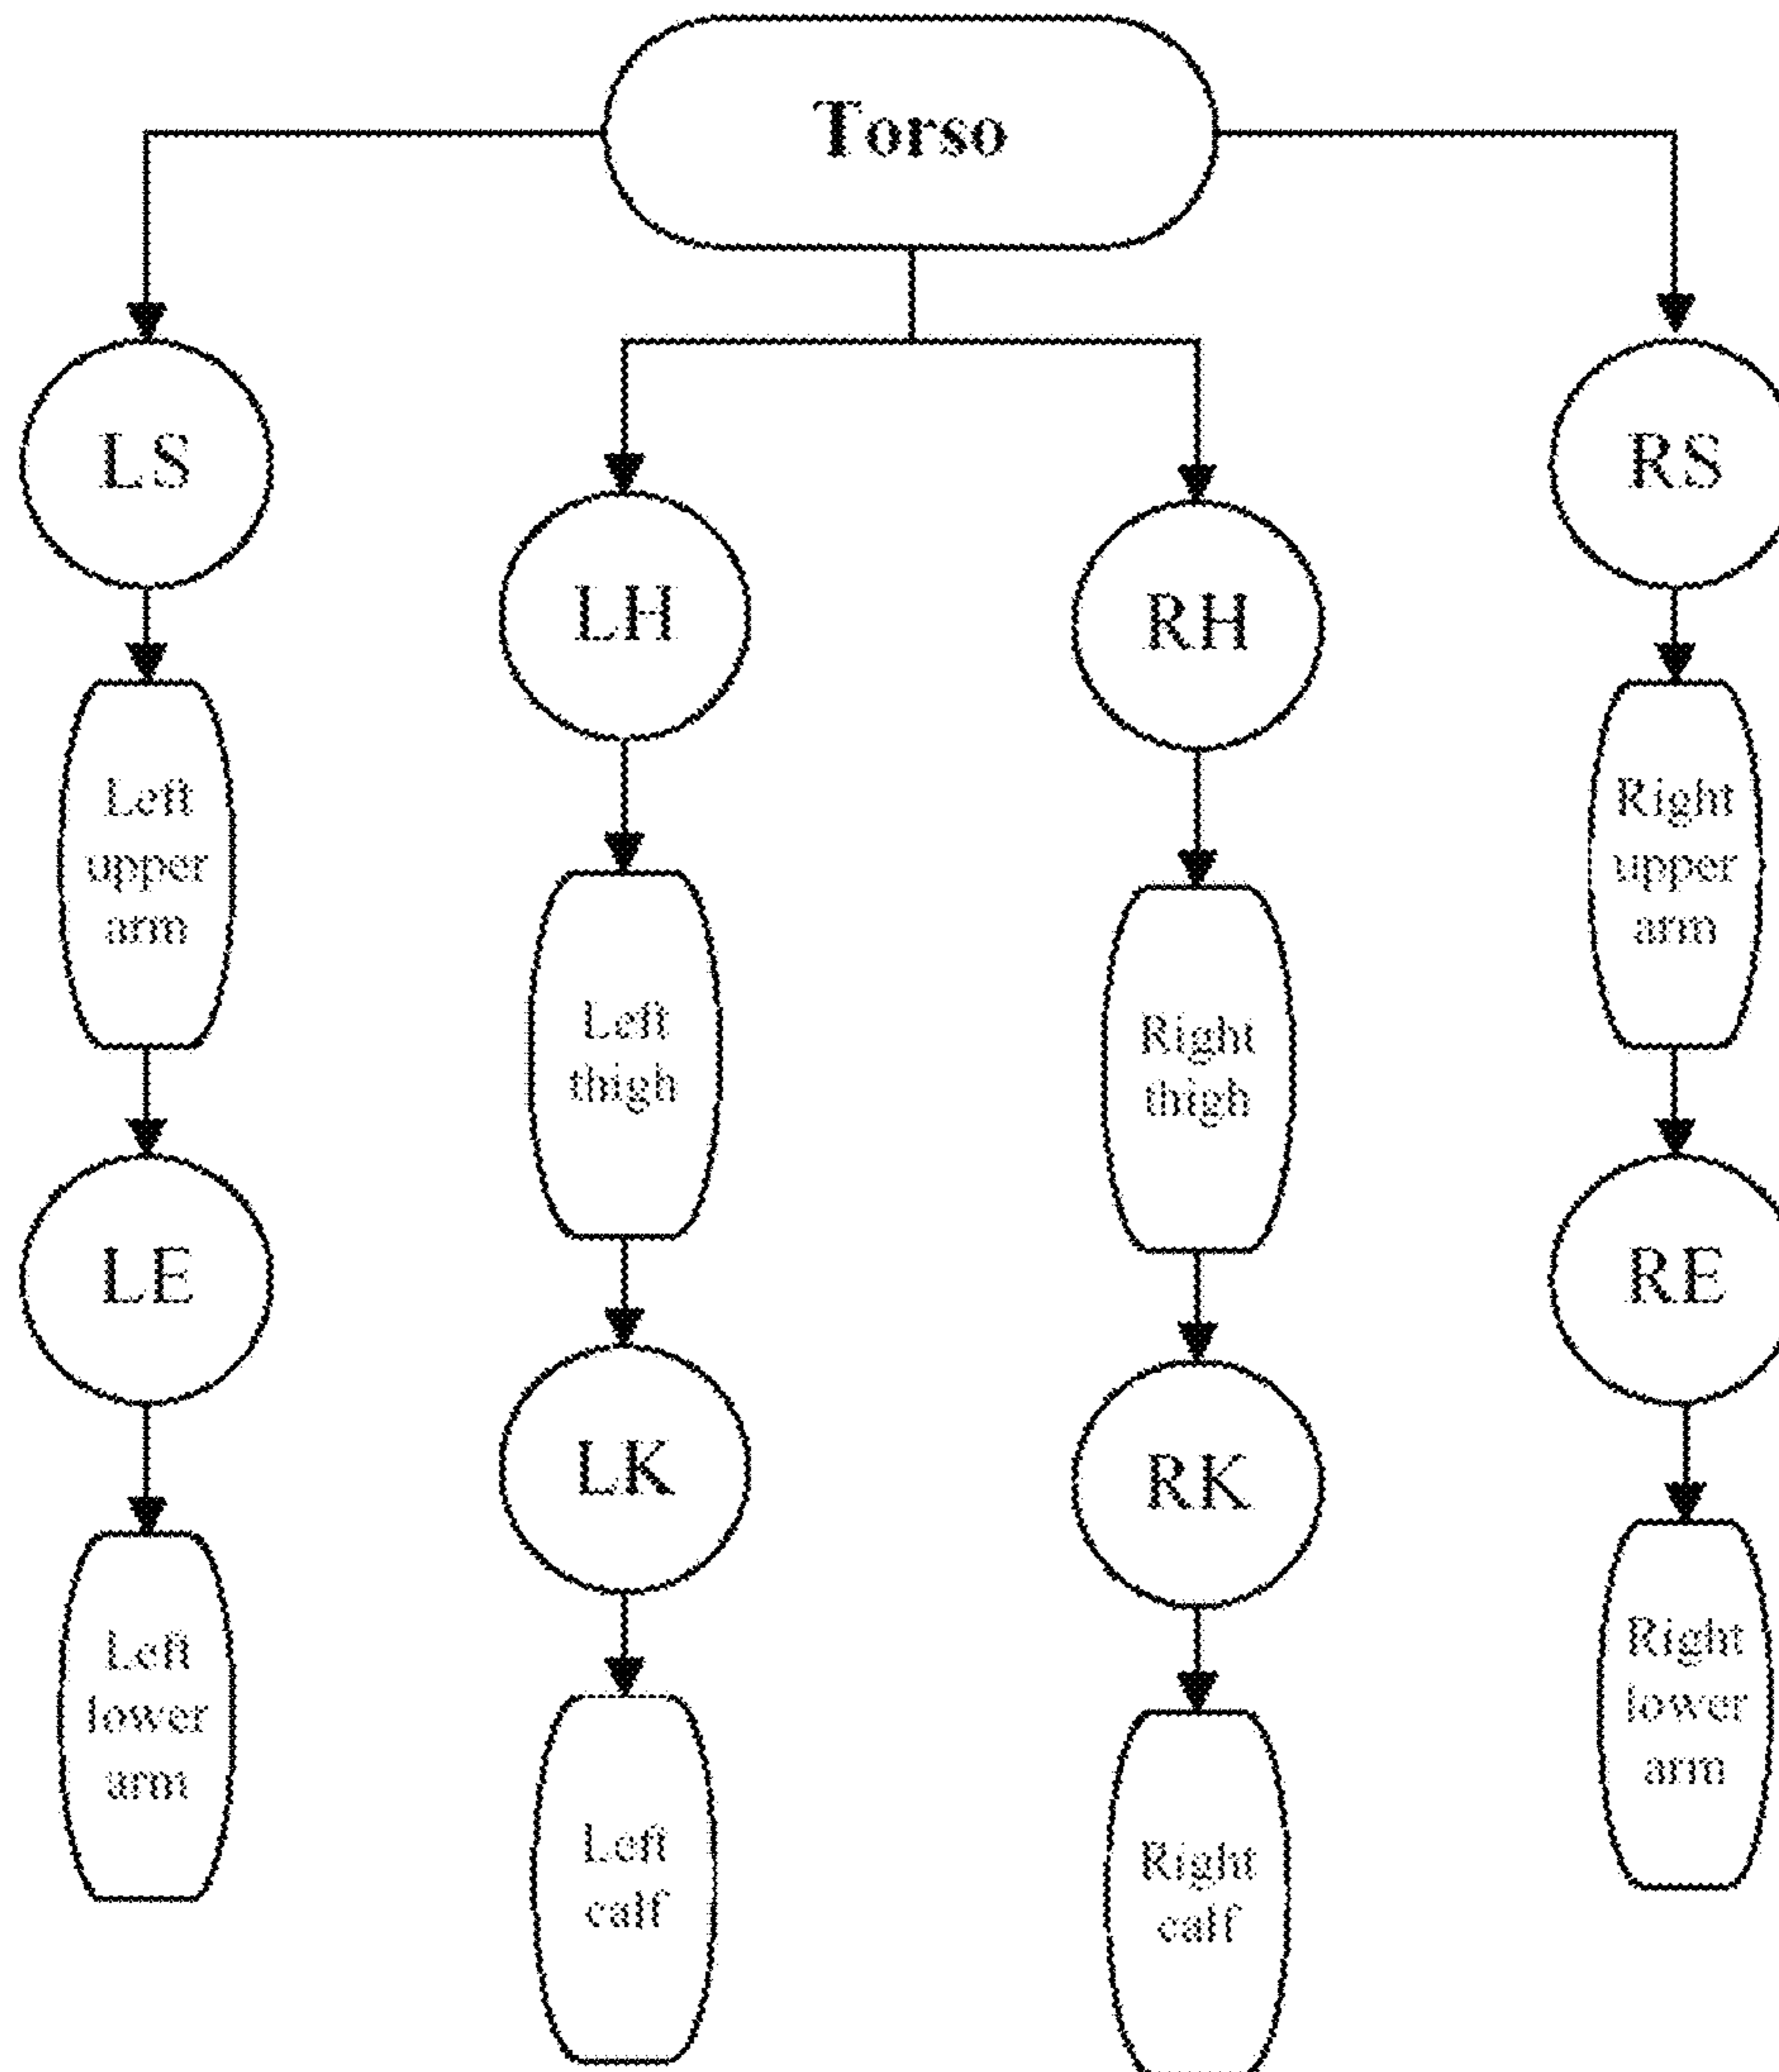 Torso
LS
RS
LH
RH
Left
upper
arm
Right
upper
arm
Left
thigh
Right
thigh
LE
RE
LK
RK
Left
lower
arm
Right
lower
arm
Left
calf
Right
calf